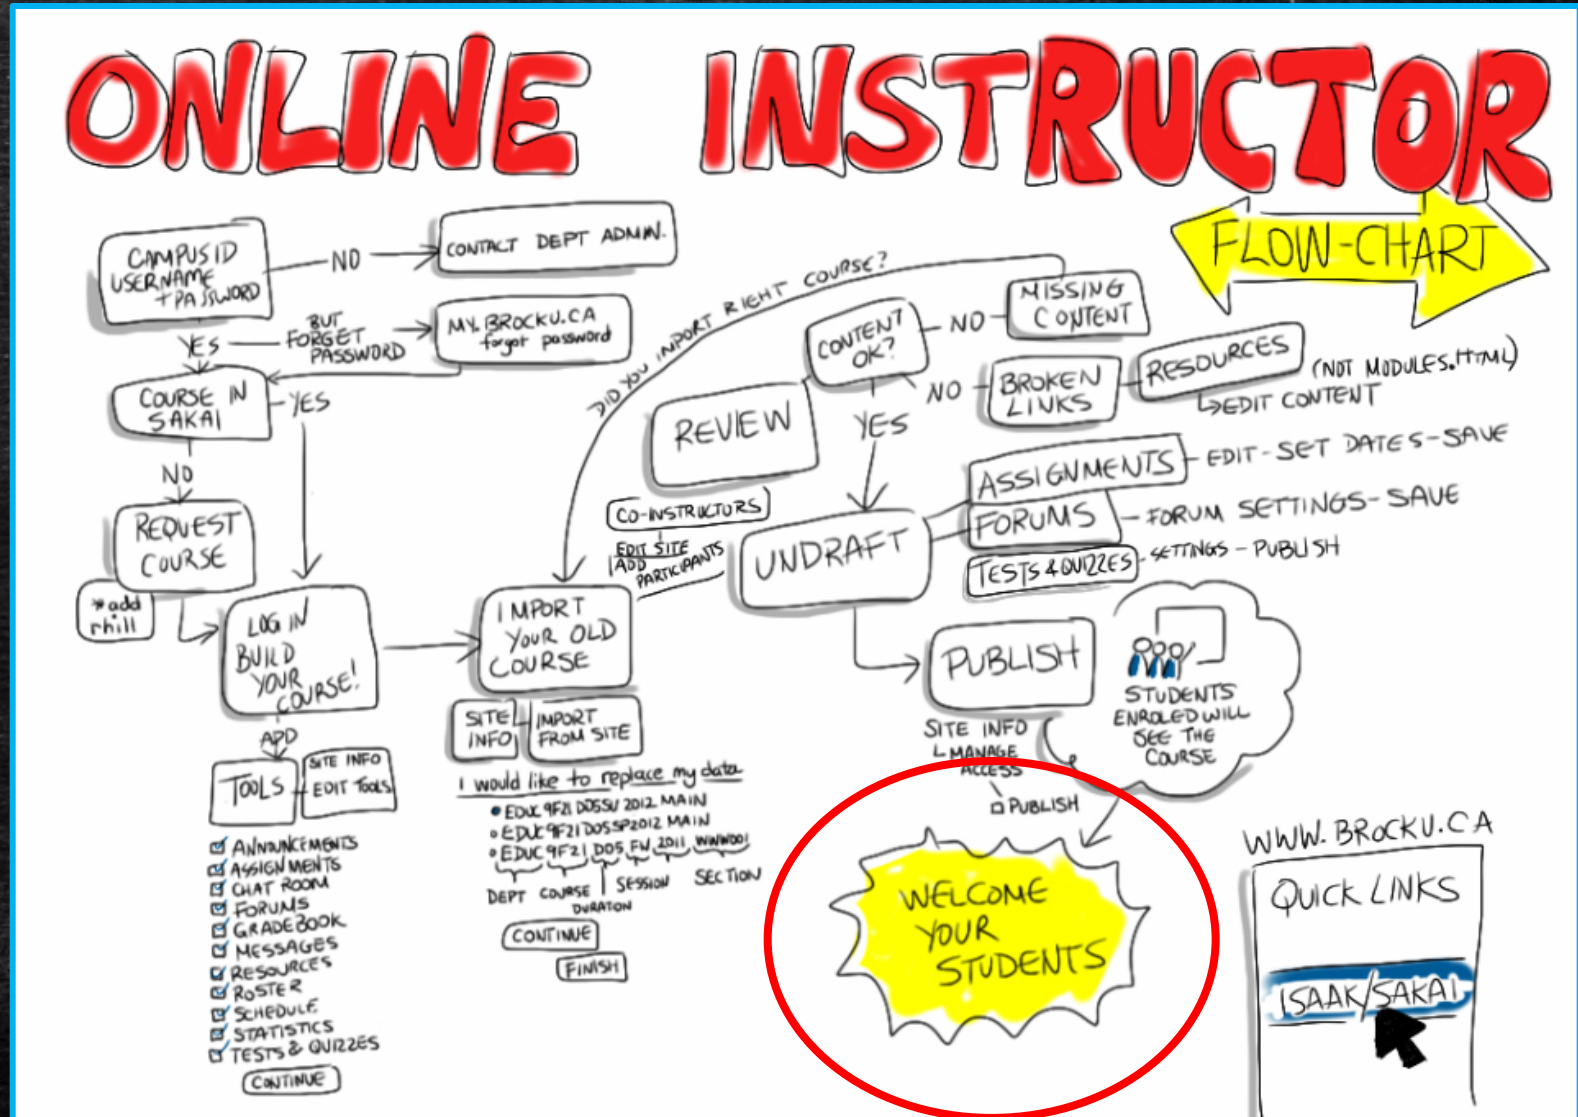 ONLINE INSTRUCTOR
FLOW-CHART
CAMPUS ID
USERNAME
+ PASSWORD
NO
CONTACT DEPT ADMIN.
YES
BUT
FORGET
PASSWORD
MY.BROCKU.CA
forgot password
COURSE IN
SAKAI
YES
NO
REQUEST
COURSE
*add
rhill
LOG IN
BUILD
YOUR
COURSE!
ADD
TOOLS
SITE INFO
EDIT TOOLS
ANNOUNCEMENTS
ASSIGNMENTS
CHAT ROOM
FORUMS
GRADEBOOK
MESSAGES
RESOURCES
ROSTER
SCHEDULE
STATISTICS
TESTS & QUIZZES
CONTINUE
IMPORT
YOUR OLD
COURSE
SITE
INFO
IMPORT
FROM SITE
I would like to replace my data
EDUC 9F21 D05SU 2012 MAIN
EDUC 9F21 D05SP2012 MAIN
EDUC 9F21 D05 FW 2011 WWW001
DEPT COURSE SESSION SECTION
DURATION
CONTINUE
FINISH
DID YOU INPORT RIGHT COURSE?
CO-INSTRUCTORS
EDIT SITE
ADD
PARTICIPANTS
REVIEW
CONTENT
OK?
NO
MISSING
CONTENT
NO
BROKEN
LINKS
RESOURCES
(NOT MODULES.HTML)
EDIT CONTENT
YES
UNDRAFT
ASSIGNMENTS - EDIT - SET DATES - SAVE
FORUMS - FORUM SETTINGS - SAVE
TESTS & QUIZZES - SETTINGS - PUBLISH
PUBLISH
SITE INFO
MANAGE
ACCESS
PUBLISH
STUDENTS
ENROLED WILL
SEE THE
COURSE
WELCOME
YOUR
STUDENTS
WWW.BROCKU.CA
QUICK LINKS
ISAAK/SAKAI